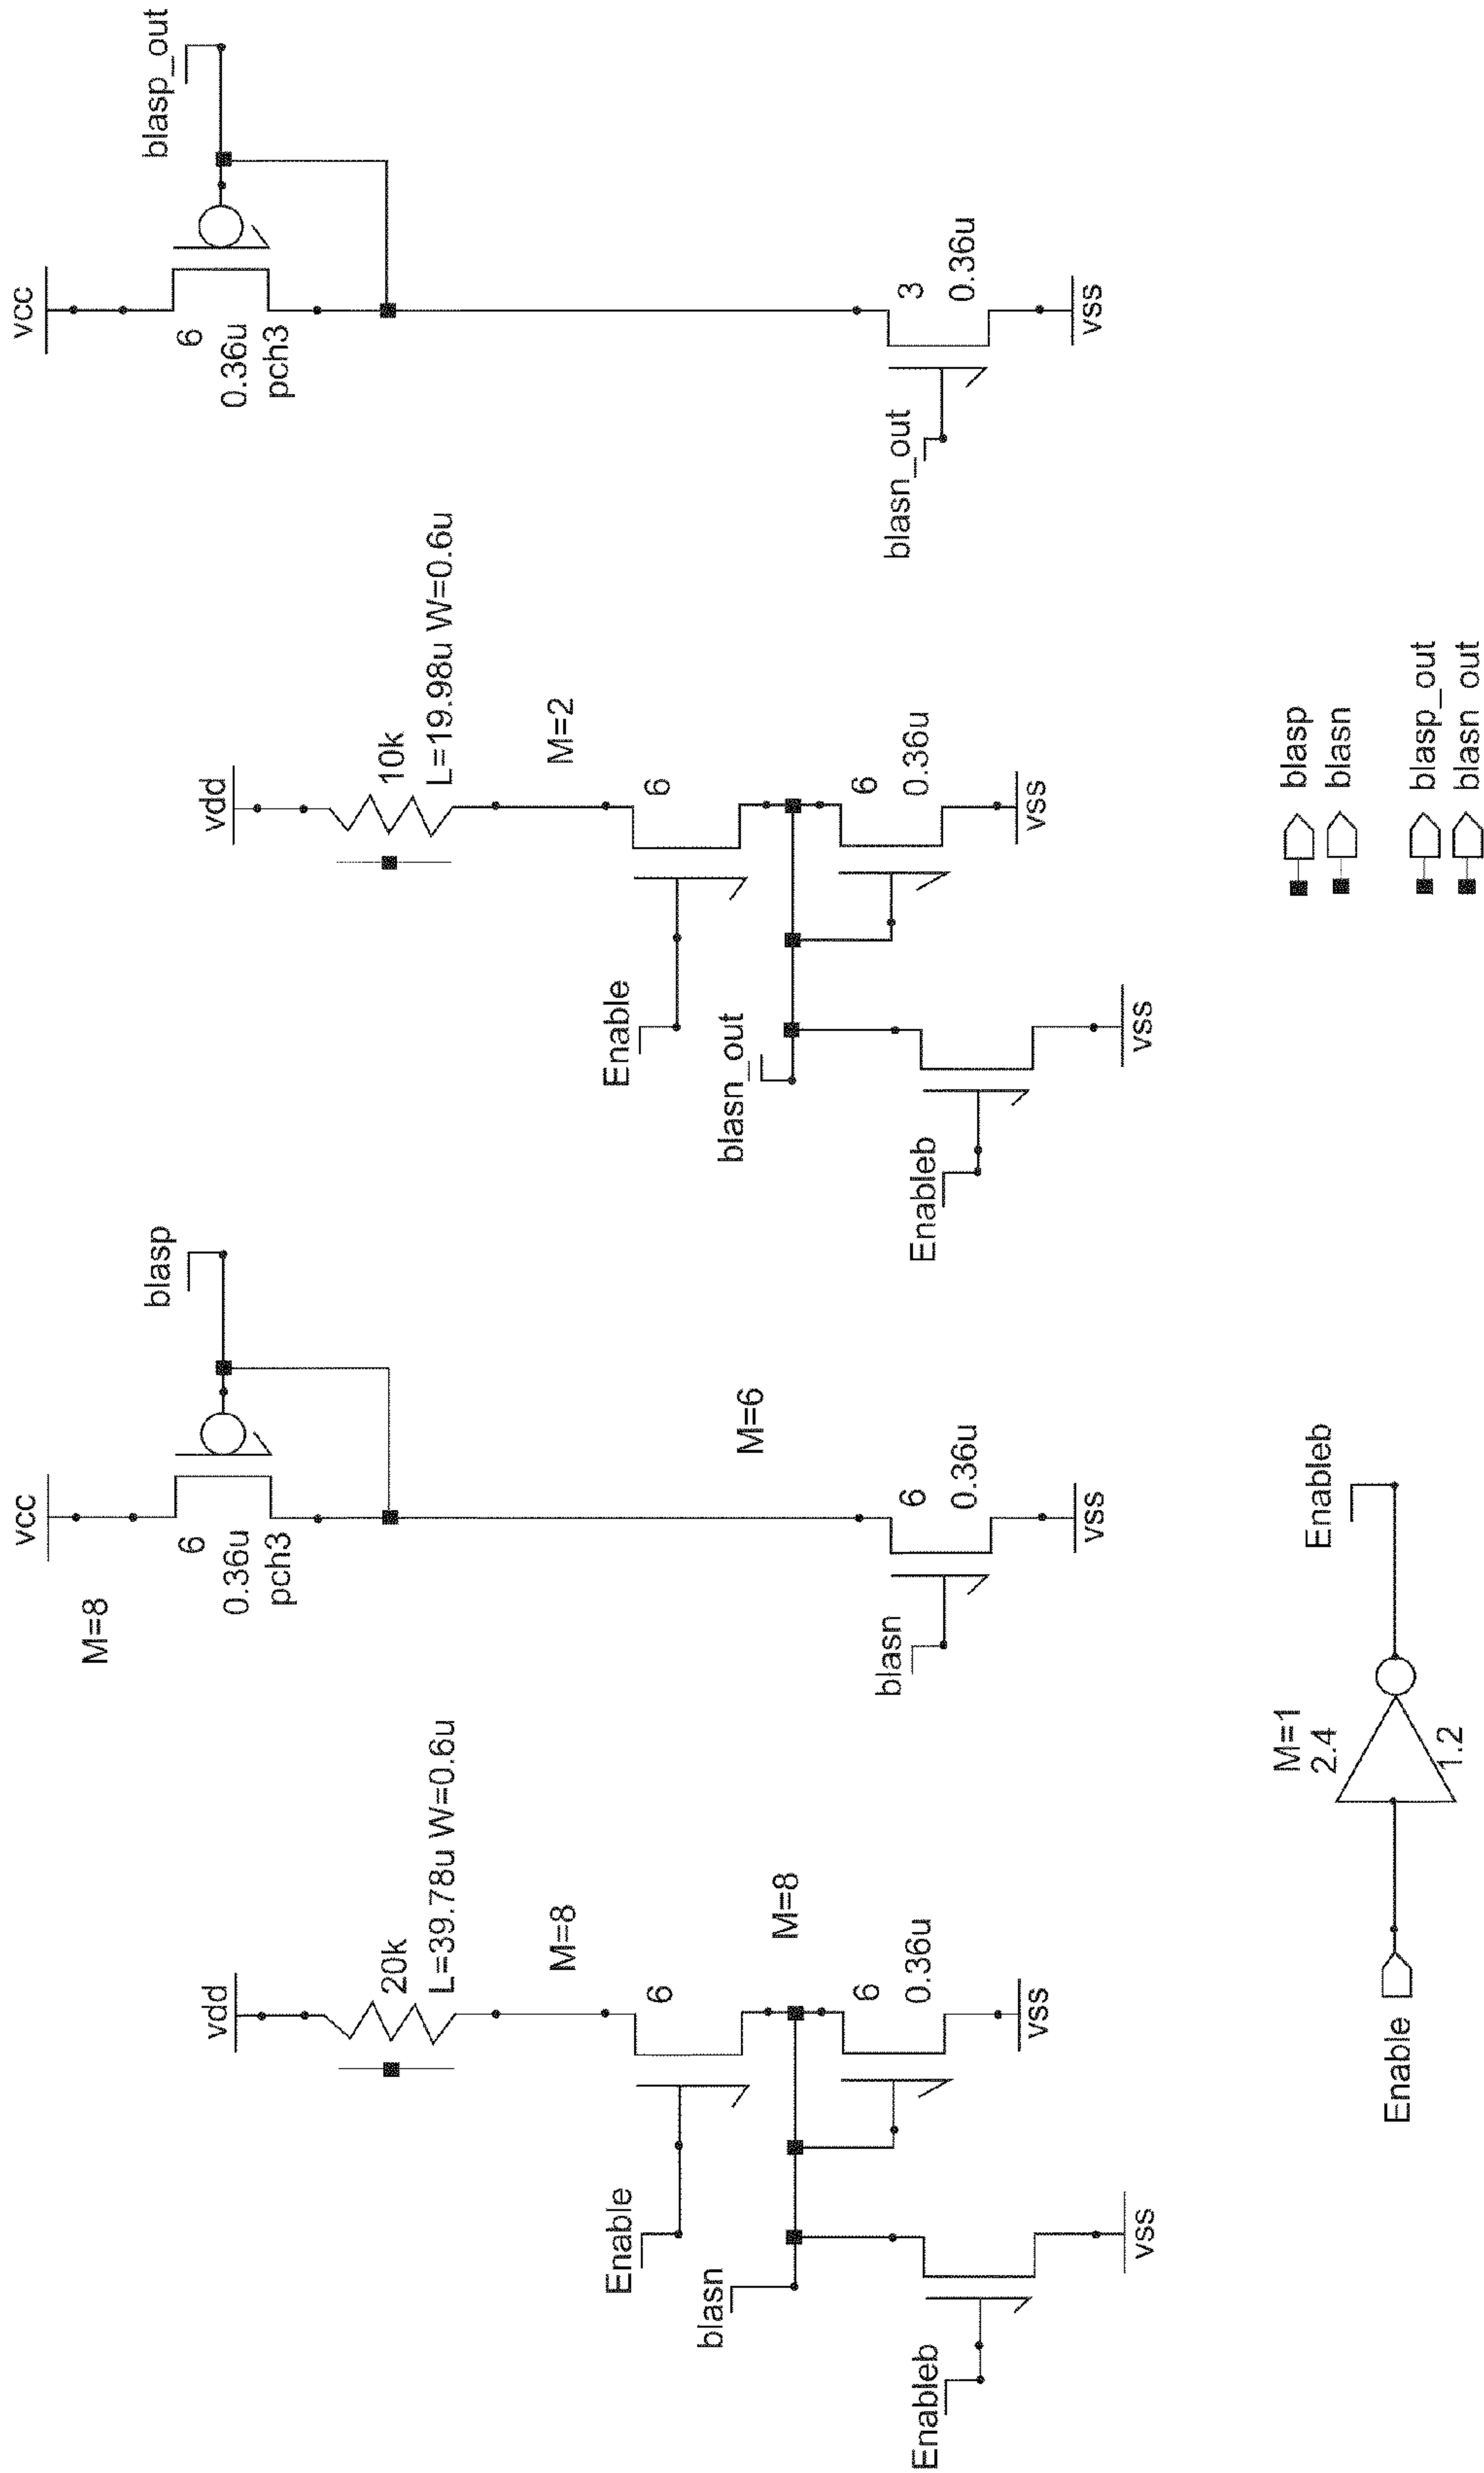 vdd
20k
L=39.78u W=0.6u
M=8
Enable
6
M=8
blasn
6
0.36u
vss
Enableb
vss
M=8
vcc
6
0.36u
pch3
blasp
M=6
blasn
6
0.36u
vss
vdd
10k
L=19.98u W=0.6u
M=2
Enable
6
blasn_out
6
0.36u
vss
Enableb
vss
vcc
6
0.36u
pch3
blasp_out
blasn_out
3
0.36u
vss
Enable
M=1
2.4
1.2
Enableb
blasp
blasn
blasp_out
blasn out